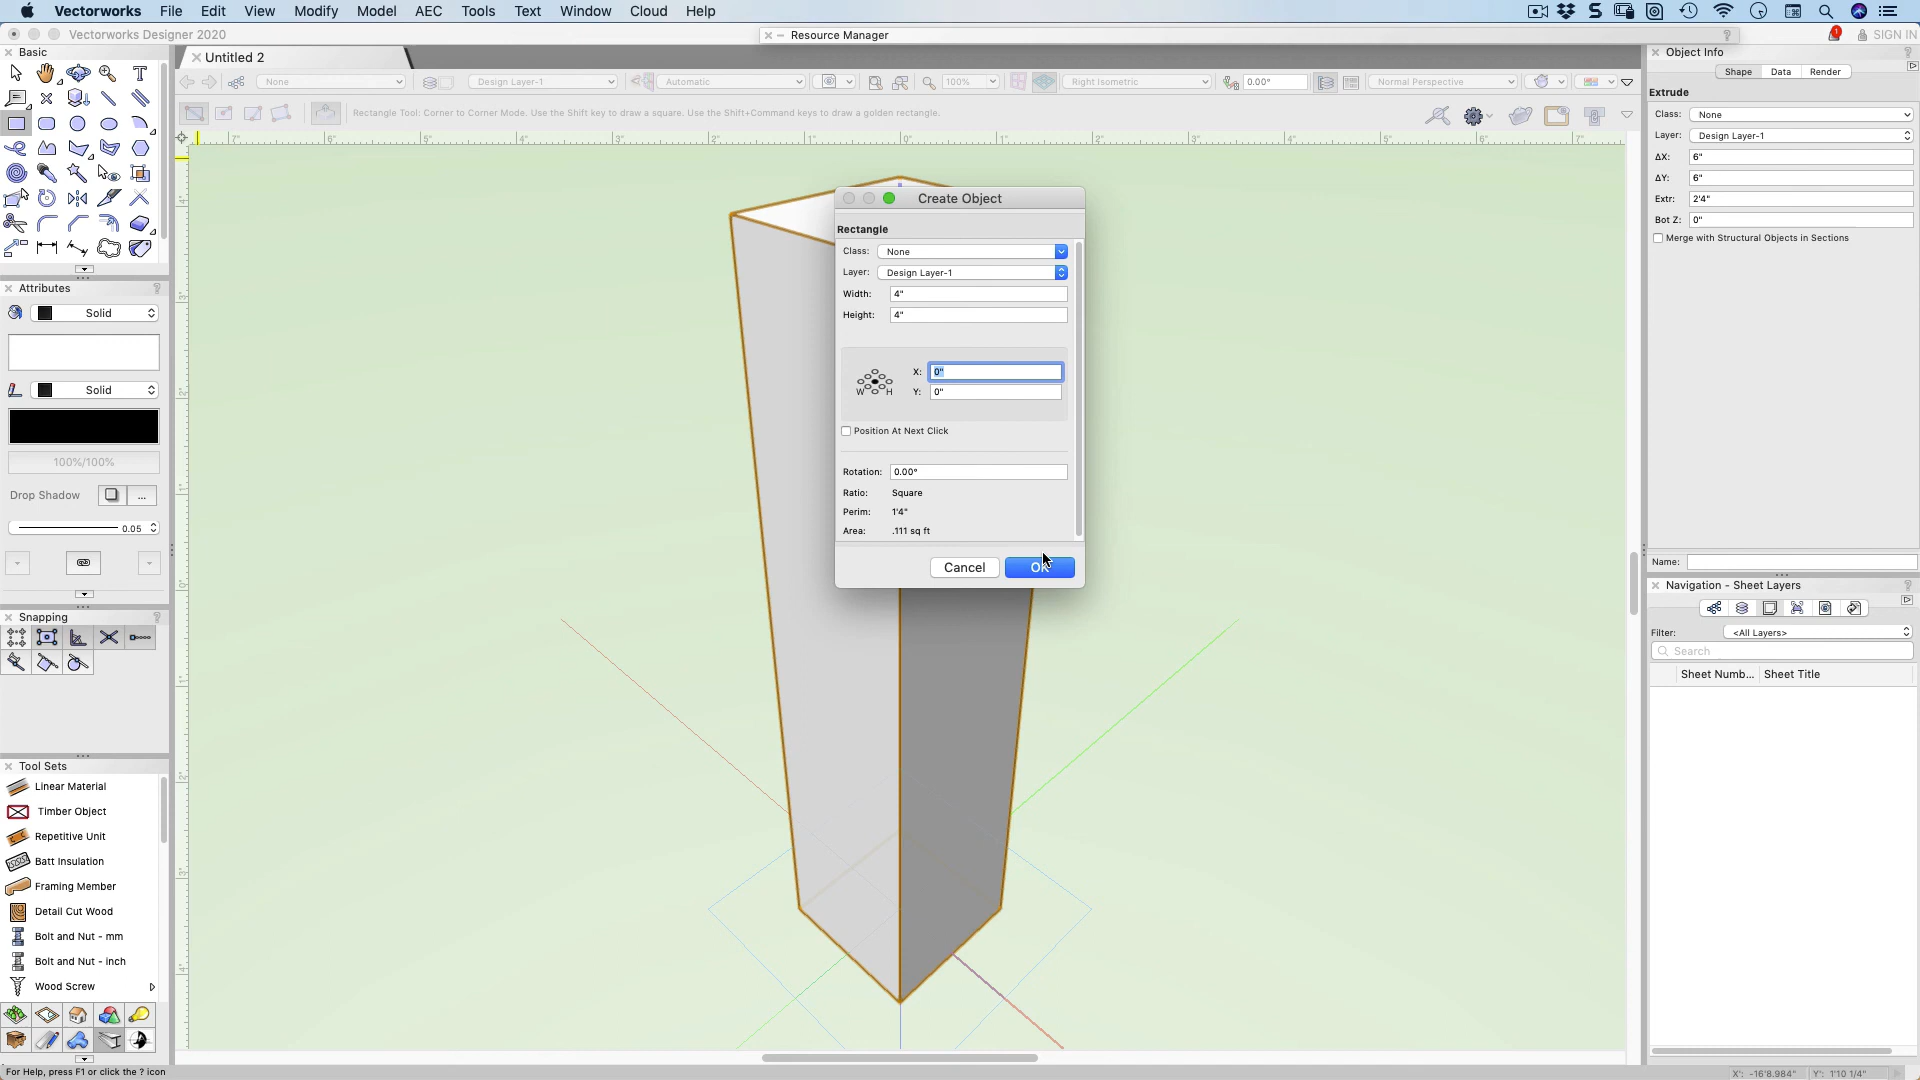 Vectorworks File Edit View Modify Model AEC Tools Text Window Cloud Help
Vectorworks Designer 2020
Resource Manager
SIGN IN
Basic
Untitled 2
Object Info
None
Design Layer-1
Automatic
100%
Right Isometric
0.00°
Normal Perspective
Shape Data Render
Rectangle Tool: Corner to Corner Mode. Use the Shift key to draw a square. Use the Shift+Command keys to draw a golden rectangle.
Extrude
Class: None
Layer: Design Layer-1
ΔX: 6"
ΔY: 6"
Extr: 2'4"
Bot Z: 0"
Merge with Structural Objects in Sections
Create Object
Rectangle
Class: None
Layer: Design Layer-1
Width: 4"
Height: 4"
X: 0"
Y: 0"
W H
Position At Next Click
Rotation: 0.00°
Ratio: Square
Perim: 1'4"
Area: .111 sq ft
Cancel OK
Attributes
Solid
Solid
100%/100%
Drop Shadow
...
0.05
Snapping
Tool Sets
Linear Material
Timber Object
Repetitive Unit
Batt Insulation
Framing Member
Detail Cut Wood
Bolt and Nut - mm
Bolt and Nut - inch
Wood Screw
Name:
Navigation - Sheet Layers
Filter: <All Layers>
Search
Sheet Numb... Sheet Title
For Help, press F1 or click the ? icon
X': -16'8.984" Y': 1'10 1/4"